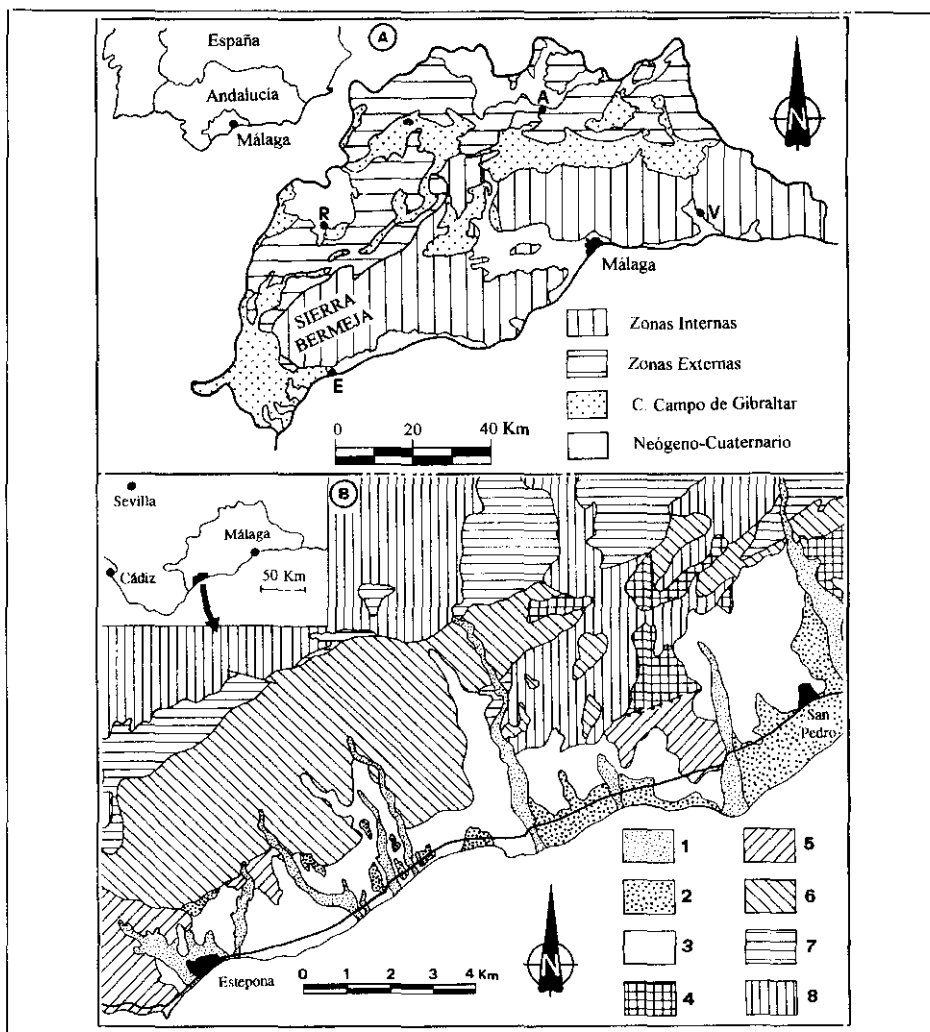 A
España
Andalucía
Málaga
N
A
R
V
Málaga
SIERRA
BERMEJA
E
Zonas Internas
Zonas Externas
C. Campo de Gibraltar
Neógeno-Cuaternario
0 20 40 Km
B
Sevilla
Málaga
Cádiz
50 Km
San
Pedro
1 5
2 6
3 7
4 8
N
Estepona
0 1 2 3 4 Km